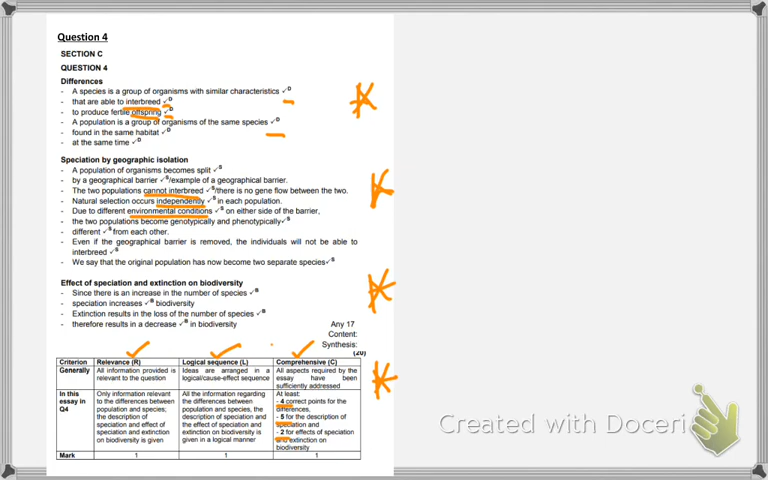 Question 4
SECTION C
QUESTION 4
Differences
- A species is a group of organisms with similar characteristics ✓D
- that are able to interbreed ✓D
- to produce fertile offspring ✓D
- A population is a group of organisms of the same species ✓D
- found in the same habitat ✓D
- at the same time ✓D
Speciation by geographic isolation
- A population of organisms becomes split ✓S
- by a geographical barrier ✓S/example of a geographical barrier.
- The two populations cannot interbreed ✓S/there is no gene flow between the two.
- Natural selection occurs independently ✓S in each population.
- Due to different environmental conditions ✓S on either side of the barrier,
- the two populations become genotypically and phenotypically✓S
- different ✓S from each other.
- Even if the geographical barrier is removed, the individuals will not be able to
interbreed ✓S
- We say that the original population has now become two separate species✓S
Effect of speciation and extinction on biodiversity
- Since there is an increase in the number of species ✓B
- speciation increases ✓B biodiversity
- Extinction results in the loss of the number of species ✓B
- therefore results in a decrease ✓B in biodiversity
Any 17
Content:
Synthesis:
(20)
Criterion Relevance (R) Logical sequence (L) Comprehensive (C)
Generally
All information provided is
relevant to the question
Ideas are arranged in a
logical/cause-effect sequence
All aspects required by the
essay have been
sufficiently addressed
In this
essay in
Q4
Only information relevant
to the differences between
population and species;
the description of
speciation and effect of
speciation and extinction
on biodiversity is given
All the information regarding
the differences between
population and species, the
description of speciation and
the effect of speciation and
extinction on biodiversity is
given in a logical manner
At least:
- 4 correct points for the
differences,
- 5 for the description of
speciation and
- 2 for effects of speciation
on extinction on
biodiversity
Mark 1 1 1
Created with Doceri